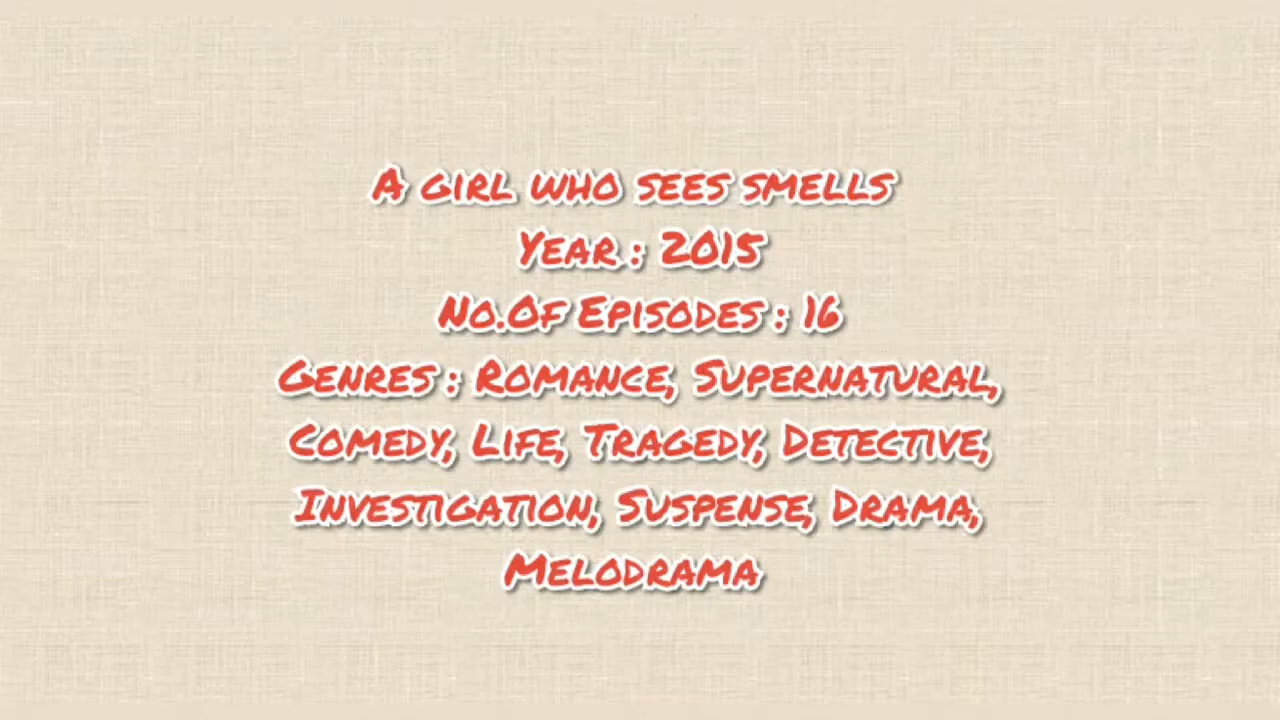 A girl who sees smells
Year : 2015
No.Of Episodes : 16
Genres : Romance, Supernatural,
Comedy, Life, Tragedy, Detective,
Investigation, Suspense, Drama,
Melodrama